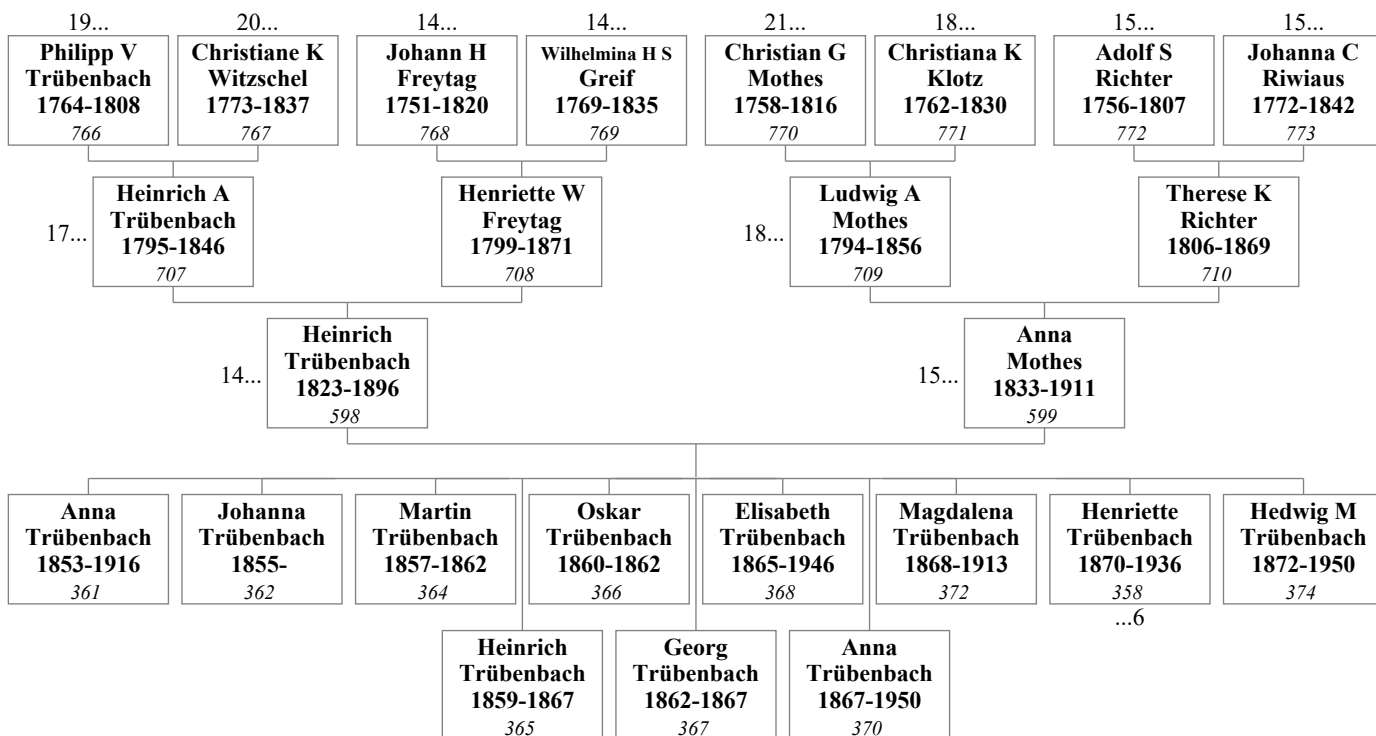 19... 20... 14... 14... 21... 18... 15... 15...
Philipp V
Trübenbach
1764-1808
766
Christiane K
Witzschel
1773-1837
767
Johann H
Freytag
1751-1820
768
Wilhelmina H S
Greif
1769-1835
769
Christian G
Mothes
1758-1816
770
Christiana K
Klotz
1762-1830
771
Adolf S
Richter
1756-1807
772
Johanna C
Riwiaus
1772-1842
773
17...
Heinrich A
Trübenbach
1795-1846
707
Henriette W
Freytag
1799-1871
708
18...
Ludwig A
Mothes
1794-1856
709
Therese K
Richter
1806-1869
710
14...
Heinrich
Trübenbach
1823-1896
598
15...
Anna
Mothes
1833-1911
599
Anna
Trübenbach
1853-1916
361
Johanna
Trübenbach
1855-
362
Martin
Trübenbach
1857-1862
364
Oskar
Trübenbach
1860-1862
366
Elisabeth
Trübenbach
1865-1946
368
Magdalena
Trübenbach
1868-1913
372
Henriette
Trübenbach
1870-1936
358
...6
Hedwig M
Trübenbach
1872-1950
374
Heinrich
Trübenbach
1859-1867
365
Georg
Trübenbach
1862-1867
367
Anna
Trübenbach
1867-1950
370